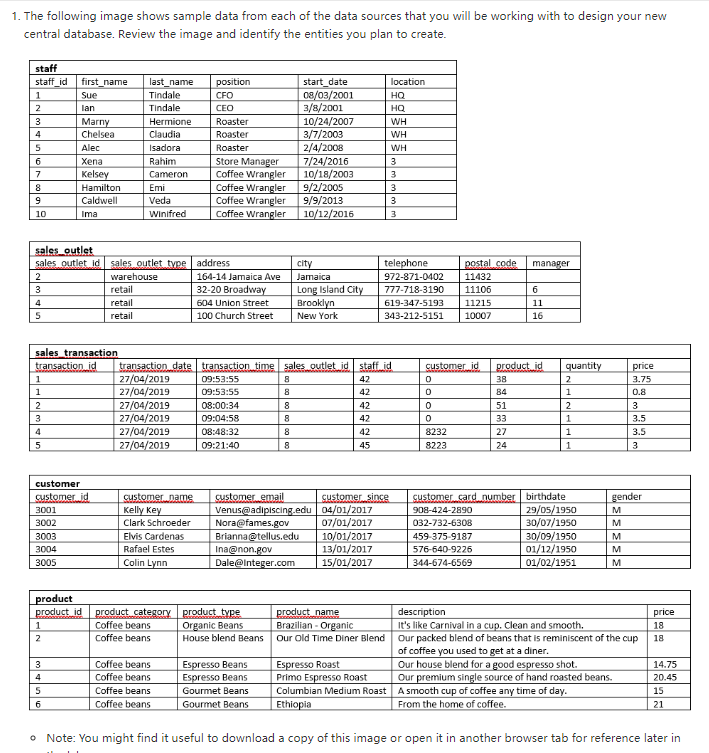 1. The following image shows sample data from each of the data sources that you will be working with to design your new
central database. Review the image and identify the entities you plan to create.
staff
staff_id first_name last_name position start_date location
1 Sue Tindale CFO 08/03/2001 HQ
2 Ian Tindale CEO 3/8/2001 HQ
3 Marny Hermione Roaster 10/24/2007 WH
4 Chelsea Claudia Roaster 3/7/2003 WH
5 Alec Isadora Roaster 2/4/2008 WH
6 Xena Rahim Store Manager 7/24/2016 3
7 Kelsey Cameron Coffee Wrangler 10/18/2003 3
8 Hamilton Emi Coffee Wrangler 9/2/2005 3
9 Caldwell Veda Coffee Wrangler 9/9/2013 3
10 Ima Winifred Coffee Wrangler 10/12/2016 3
sales_outlet
sales_outlet_id sales_outlet_type address city telephone postal_code manager
2 warehouse 164-14 Jamaica Ave Jamaica 972-871-0402 11432
3 retail 32-20 Broadway Long Island City 777-718-3190 11106 6
4 retail 604 Union Street Brooklyn 619-347-5193 11215 11
5 retail 100 Church Street New York 343-212-5151 10007 16
sales_transaction
transaction_id transaction_date transaction_time sales_outlet_id staff_id customer_id product_id quantity price
1 27/04/2019 09:53:55 8 42 0 38 2 3.75
1 27/04/2019 09:53:55 8 42 0 84 1 0.8
2 27/04/2019 08:00:34 8 42 0 51 2 3
3 27/04/2019 09:04:58 8 42 0 33 1 3.5
4 27/04/2019 08:48:32 8 42 8232 27 1 3.5
5 27/04/2019 09:21:40 8 45 8223 24 1 3
customer
customer_id customer_name customer_email customer_since customer_card_number birthdate gender
3001 Kelly Key Venus@adipiscing.edu 04/01/2017 908-424-2890 29/05/1950 M
3002 Clark Schroeder Nora@fames.gov 07/01/2017 032-732-6308 30/07/1950 M
3003 Elvis Cardenas Brianna@tellus.edu 10/01/2017 459-375-9187 30/09/1950 M
3004 Rafael Estes Ina@non.gov 13/01/2017 576-640-9226 01/12/1950 M
3005 Colin Lynn Dale@Integer.com 15/01/2017 344-674-6569 01/02/1951 M
product
product_id product_category product_type product_name description price
1 Coffee beans Organic Beans Brazilian - Organic It's like Carnival in a cup. Clean and smooth. 18
2 Coffee beans House blend Beans Our Old Time Diner Blend Our packed blend of beans that is reminiscent of the cup 18
of coffee you used to get at a diner.
3 Coffee beans Espresso Beans Espresso Roast Our house blend for a good espresso shot. 14.75
4 Coffee beans Espresso Beans Primo Espresso Roast Our premium single source of hand roasted beans. 20.45
5 Coffee beans Gourmet Beans Columbian Medium Roast A smooth cup of coffee any time of day. 15
6 Coffee beans Gourmet Beans Ethiopia From the home of coffee. 21
Note: You might find it useful to download a copy of this image or open it in another browser tab for reference later in